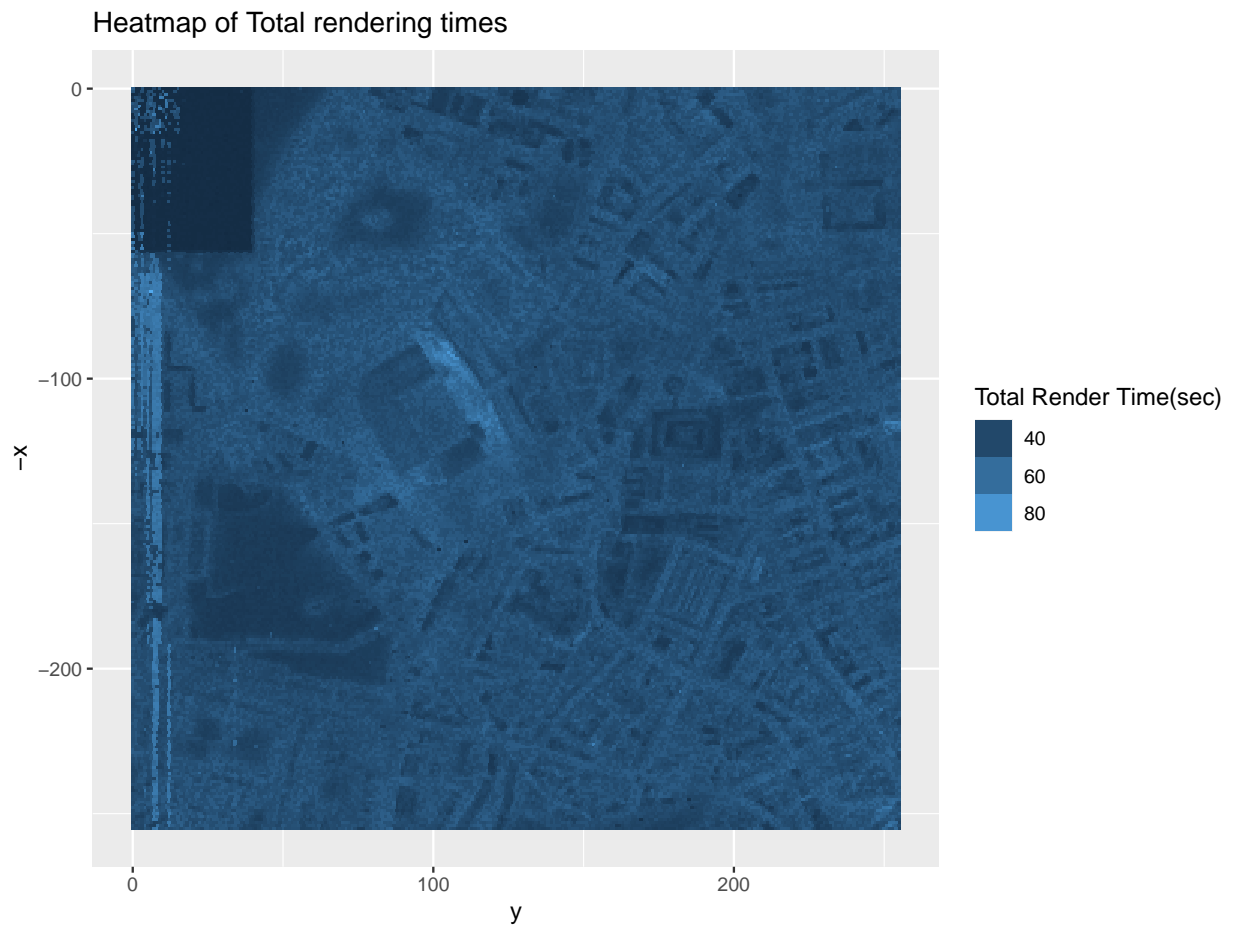 Heatmap of Total rendering times
0
−100
−200
−x
0 100 200
y
Total Render Time(sec)
40
60
80